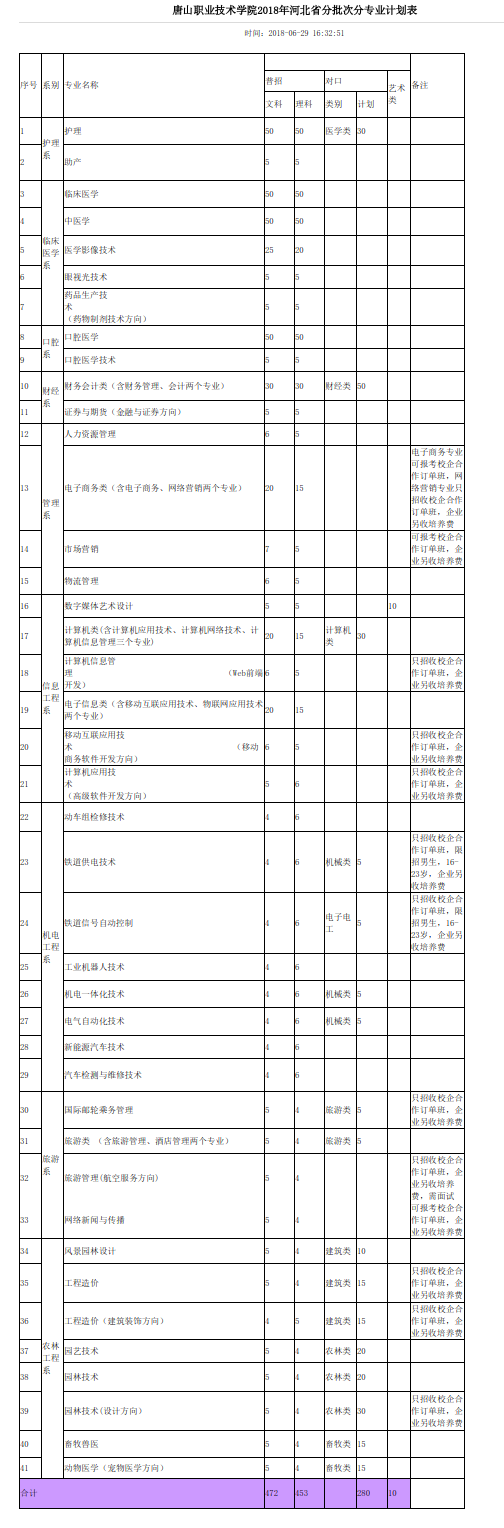 唐山职业技术学院2018年河北省分批次分专业计划表
时间：2018-06-29 16:32:51
序号 系别 专业名称 普招 对口 艺术类 备注
文科 理科 类别 计划
1 护理系 护理 50 50 医学类 30
2 助产 5 5
3 临床医学系 临床医学 50 50
4 中医学 50 50
5 医学影像技术 25 20
6 眼视光技术 5 5
7 药品生产技术（药物制剂技术方向） 5 5
8 口腔系 口腔医学 50 50
9 口腔医学技术 5 5
10 财经系 财务会计类（含财务管理、会计两个专业） 30 30 财经类 50
11 证券与期货（金融与证券方向） 5 5
12 管理系 人力资源管理 6 5
13 电子商务类（含电子商务、网络营销两个专业） 20 15 电子商务专业可报考校企合作订单班，网络营销专业只招收校企合作订单班，企业另收培养费
14 市场营销 7 5 可报考校企合作订单班，企业另收培养费
15 物流管理 6 5
16 信息工程系 数字媒体艺术设计 5 5 10
17 计算机类(含计算机应用技术、计算机网络技术、计算机信息管理三个专业) 20 15 计算机类 30
18 计算机信息管理 （Web前端开发） 6 5 只招收校企合作订单班，企业另收培养费
19 电子信息类（含移动互联应用技术、物联网应用技术两个专业） 20 15
20 移动互联应用技术 （移动商务软件开发方向） 6 5 只招收校企合作订单班，企业另收培养费
21 计算机应用技术（高级软件开发方向） 5 6 只招收校企合作订单班，企业另收培养费
22 机电工程系 动车组检修技术 4 6
23 铁道供电技术 4 6 机械类 5 只招收校企合作订单班，限招男生，16-23岁，企业另收培养费
24 铁道信号自动控制 4 6 电子电工 5 只招收校企合作订单班，限招男生，16-23岁，企业另收培养费
25 工业机器人技术 4 6
26 机电一体化技术 4 6 机械类 5
27 电气自动化技术 4 6 机械类 5
28 新能源汽车技术 4 6
29 汽车检测与维修技术 4 6
30 旅游系 国际邮轮乘务管理 5 4 旅游类 5 只招收校企合作订单班，企业另收培养费
31 旅游类 （含旅游管理、酒店管理两个专业） 5 4 旅游类 5
32 旅游管理(航空服务方向) 5 4 只招收校企合作订单班，企业另收培养费，需面试
33 网络新闻与传播 5 4 可报考校企合作订单班，企业另收培养费
34 农林工程系 风景园林设计 5 4 建筑类 10
35 工程造价 5 4 建筑类 15 只招收校企合作订单班，企业另收培养费
36 工程造价（建筑装饰方向） 4 5 建筑类 15 只招收校企合作订单班，企业另收培养费
37 园艺技术 5 4 农林类 20
38 园林技术 5 4 农林类 20
39 园林技术(设计方向） 5 4 农林类 30 只招收校企合作订单班，企业另收培养费
40 畜牧兽医 5 4 畜牧类 15
41 动物医学（宠物医学方向） 5 4 畜牧类 15
合计 472 453 280 10